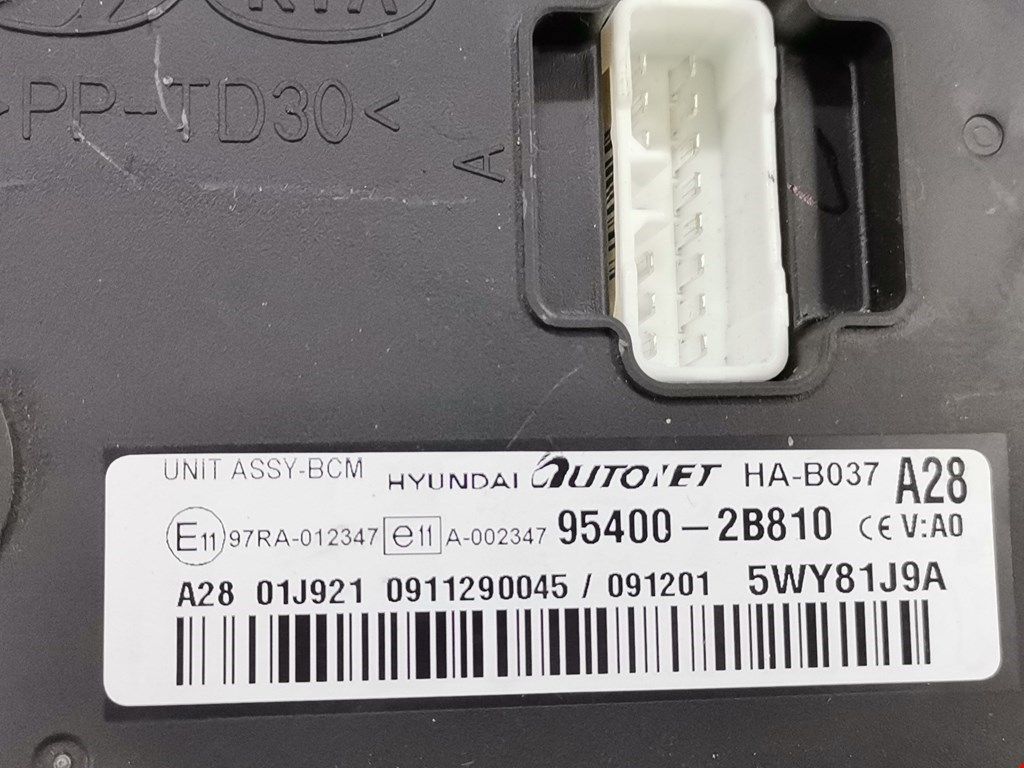 KIA
>PP-TD30<
A
UNIT ASSY-BCM HYUNDAI AUTONET HA-B037 A28
E11 97RA-012347 e11 A-002347 95400-2B810 CE V:A0
A28 01J921 0911290045 / 091201 5WY81J9A